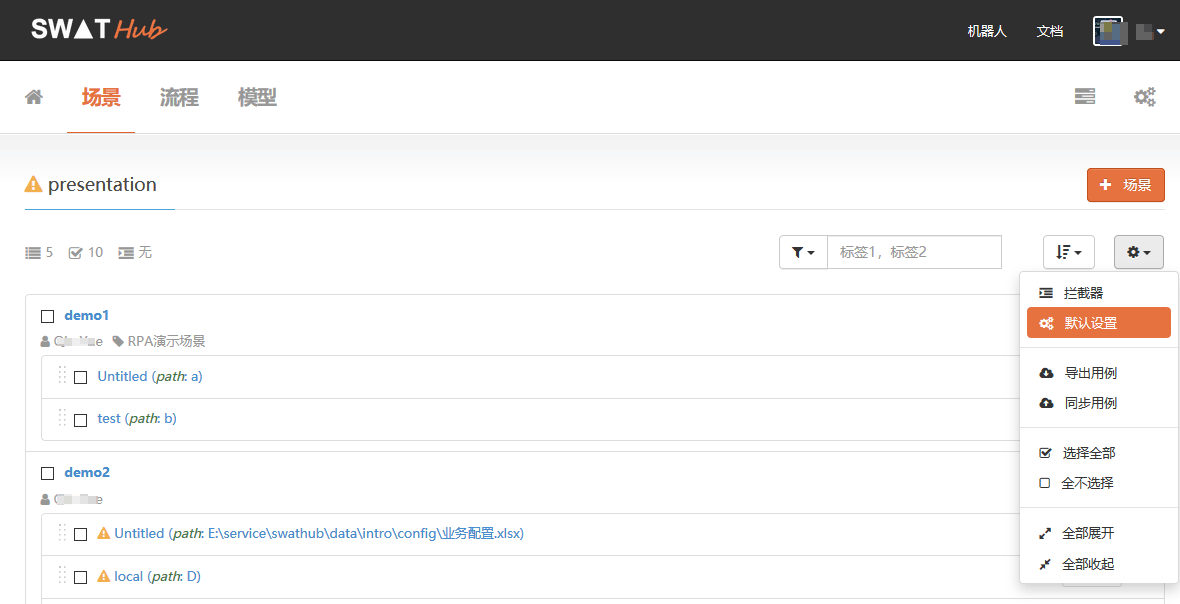 SWAT Hub
机器人
文档
场景
流程
模型
presentation
场景
5
10
无
标签1，标签2
拦截器
默认设置
导出用例
同步用例
选择全部
全不选择
全部展开
全部收起
demo1
RPA演示场景
Untitled (path: a)
test (path: b)
demo2
Untitled (path: E:\service\swathub\data\intro\config\业务配置.xlsx)
local (path: D)